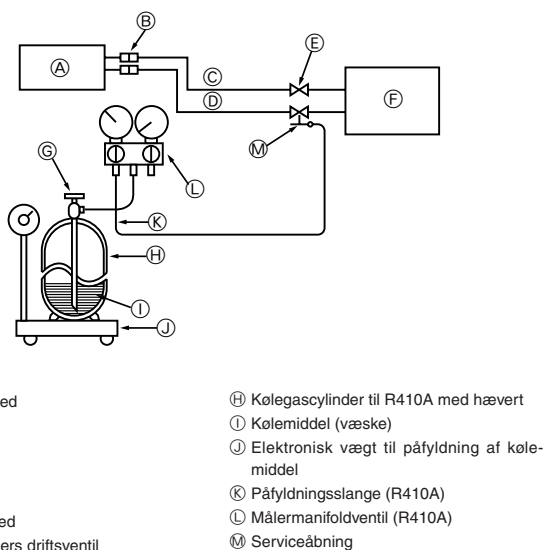 B
A
E
C
D
F
M
G
L
K
H
I
J
ed
ed
ers driftsventil
Ⓗ Kølegascylinder til R410A med hævert
Ⓘ Kølemiddel (væske)
Ⓙ Elektronisk vægt til påfyldning af køle-
middel
Ⓚ Påfyldningsslange (R410A)
Ⓛ Målermanifoldventil (R410A)
Ⓜ Serviceåbning